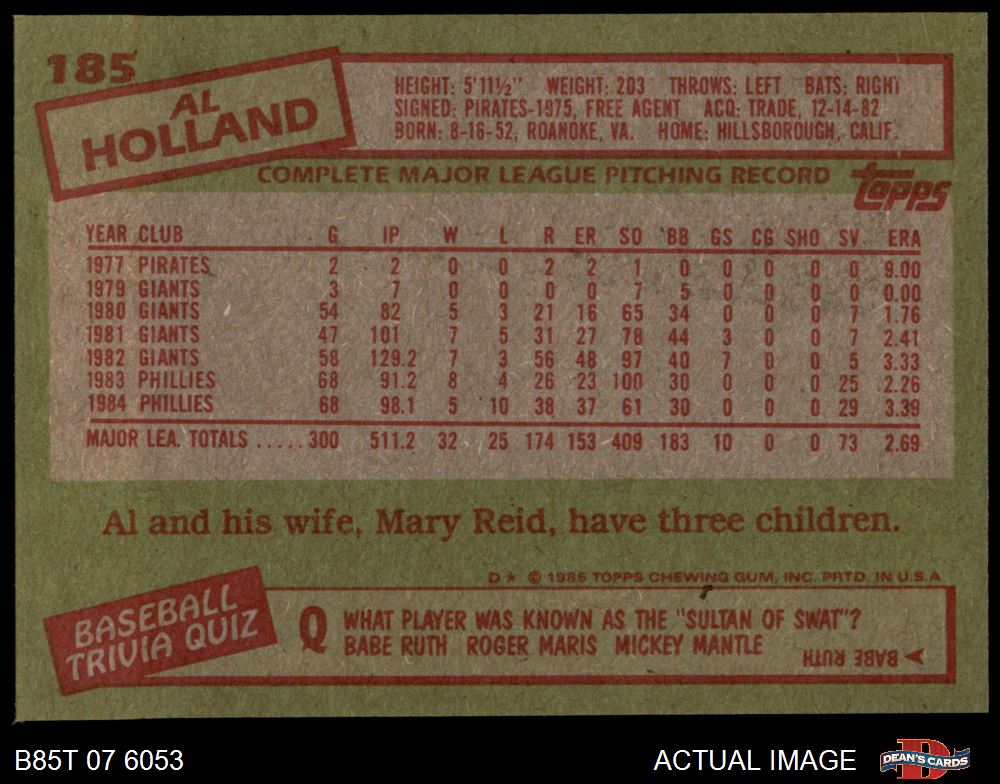 185
AL
HOLLAND
HEIGHT: 5'11½" WEIGHT: 203 THROWS: LEFT BATS: RIGHT
SIGNED: PIRATES-1975, FREE AGENT ACQ: TRADE, 12-14-82
BORN: 8-16-52, ROANOKE, VA. HOME: HILLSBOROUGH, CALIF.
COMPLETE MAJOR LEAGUE PITCHING RECORD topps
YEAR CLUB G IP W L R ER SO BB GS CG SHO SV ERA
1977 PIRATES 2 2 0 0 2 2 1 0 0 0 0 0 9.00
1979 GIANTS 3 7 0 0 0 0 7 5 0 0 0 0 0.00
1980 GIANTS 54 82 5 3 21 16 65 34 0 0 0 7 1.76
1981 GIANTS 47 101 7 5 31 27 78 44 3 0 0 7 2.41
1982 GIANTS 58 129.2 7 3 56 48 97 40 7 0 0 5 3.33
1983 PHILLIES 68 91.2 8 4 26 23 100 30 0 0 0 25 2.26
1984 PHILLIES 68 98.1 5 10 38 37 61 30 0 0 0 29 3.39
MAJOR LEA. TOTALS ..... 300 511.2 32 25 174 153 409 183 10 0 0 73 2.69
Al and his wife, Mary Reid, have three children.
D* © 1985 TOPPS CHEWING GUM, INC. PRTD. IN U.S.A
BASEBALL
TRIVIA QUIZ
Q WHAT PLAYER WAS KNOWN AS THE "SULTAN OF SWAT"?
BABE RUTH ROGER MARIS MICKEY MANTLE
BABE RUTH
B85T 07 6053 ACTUAL IMAGE D DEAN'S CARDS